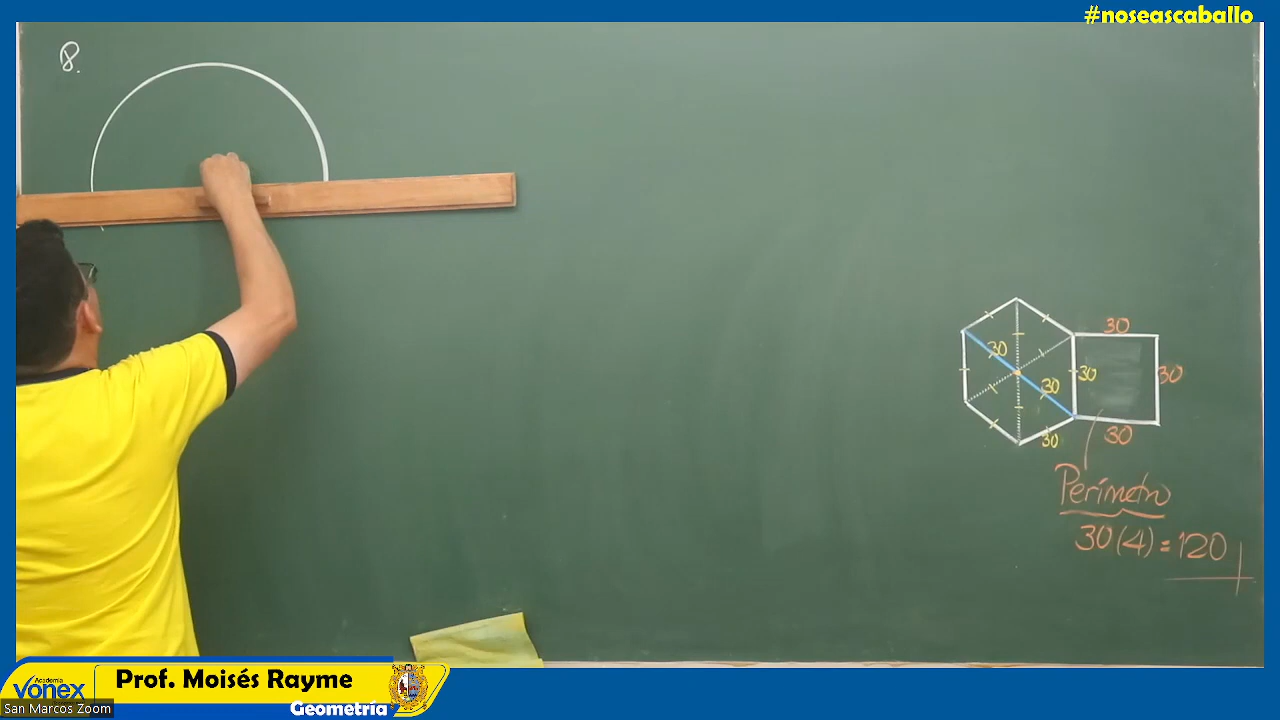 #noseascaballo
8.
30
30
30
30
30
30
30
Perímetro
30(4) = 120
Prof. Moisés Rayme
Academia
vonex
Geometría
San Marcos Zoom